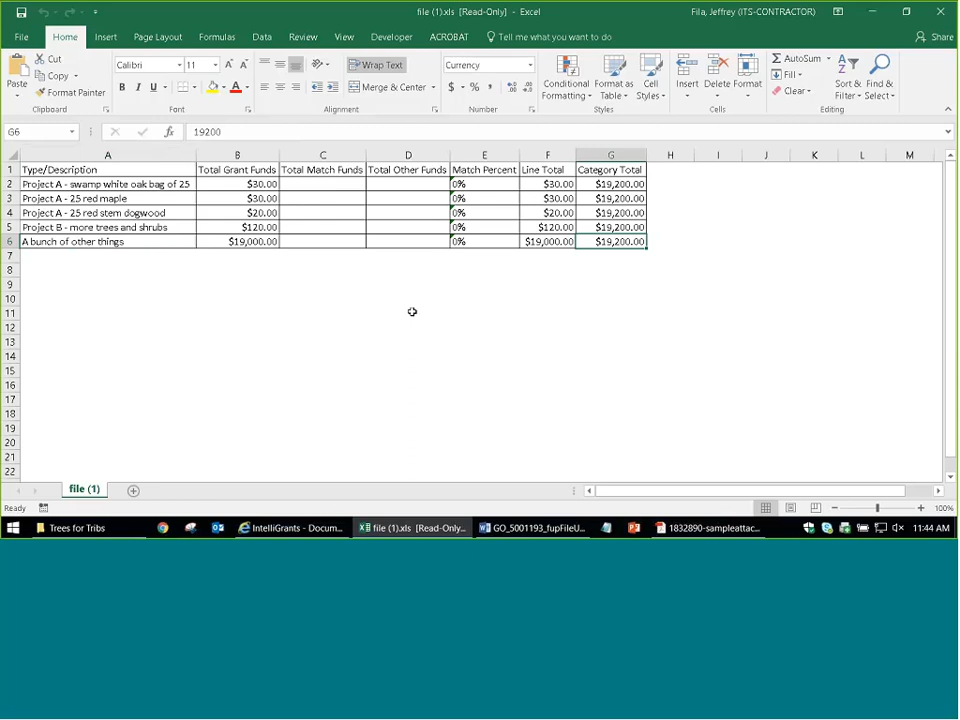 file (1).xls [Read-Only] - Excel
Fila, Jeffrey (ITS-CONTRACTOR)
File Home Insert Page Layout Formulas Data Review View Developer ACROBAT Tell me what you want to do Share
Cut
Copy
Format Painter
Paste
Clipboard
Calibri 11
B I U A
Font
Wrap Text
Merge & Center
Alignment
Currency
$ % ,
Number
Conditional Formatting
Format as Table
Cell Styles
Styles
Insert Delete Format
Cells
AutoSum
Fill
Clear
Sort & Filter
Find & Select
Editing
G6 fx 19200
A B C D E F G H I J K L M
1 Type/Description Total Grant Funds Total Match Funds Total Other Funds Match Percent Line Total Category Total
2 Project A - swamp white oak bag of 25 $30.00 0% $30.00 $19,200.00
3 Project A - 25 red maple $30.00 0% $30.00 $19,200.00
4 Project A - 25 red stem dogwood $20.00 0% $20.00 $19,200.00
5 Project B - more trees and shrubs $120.00 0% $120.00 $19,200.00
6 A bunch of other things $19,000.00 0% $19,000.00 $19,200.00
7
8
9
10
11
12
13
14
15
16
17
18
19
20
21
22
file (1)
Ready 100%
Trees for Tribs IntelliGrants - Docum... file (1).xls [Read-Only... GO_5001193_fupFileU... 1832890-sampleattac... 11:44 AM